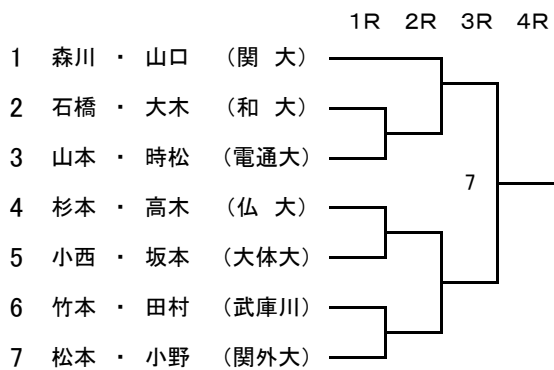 1R 2R 3R 4R
1 森川 ・ 山口 （関 大）
2 石橋 ・ 大木 （和 大）
3 山本 ・ 時松 （電通大）
7
4 杉本 ・ 高木 （仏 大）
5 小西 ・ 坂本 （大体大）
6 竹本 ・ 田村 （武庫川）
7 松本 ・ 小野 （関外大）